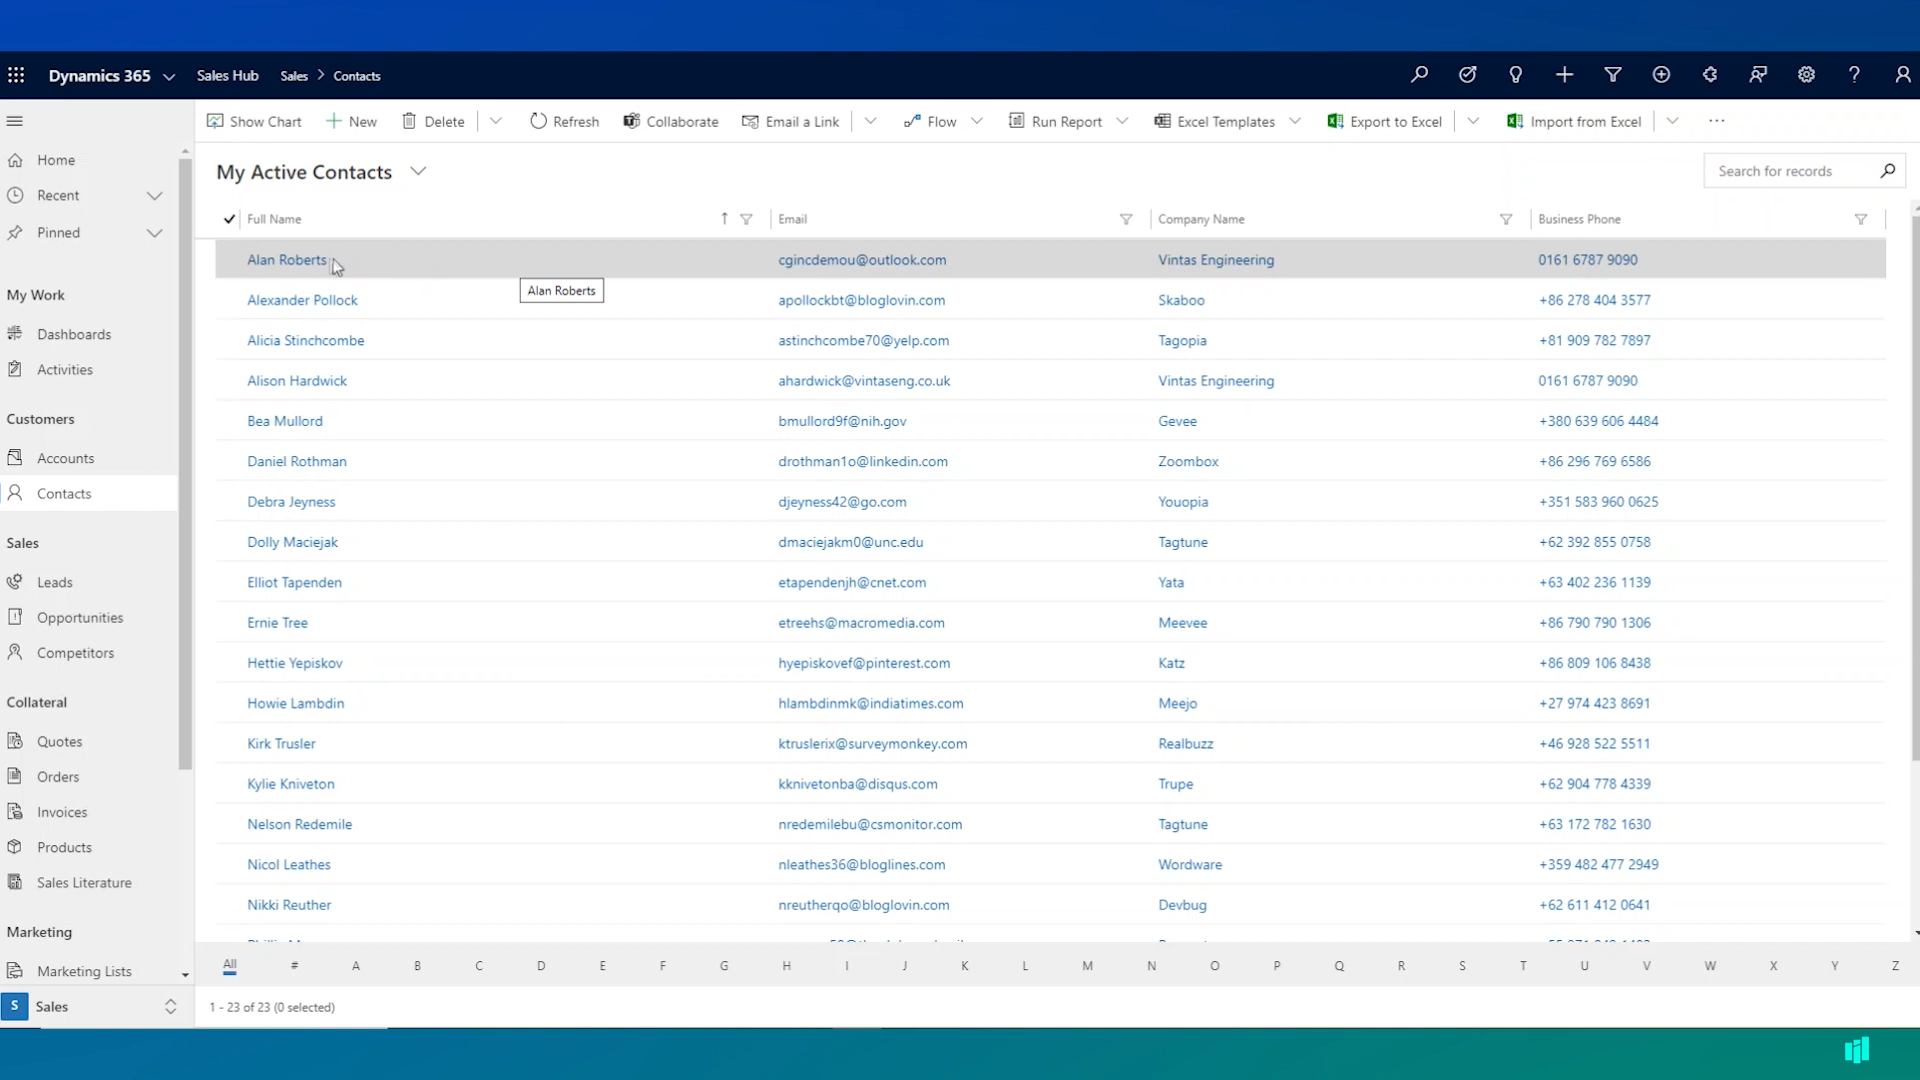 Dynamics 365 Sales Hub Sales > Contacts ?
Show Chart New Delete Refresh Collaborate Email a Link Flow Run Report Excel Templates Export to Excel Import from Excel ...
Home
Recent
Pinned
My Work
Dashboards
Activities
Customers
Accounts
Contacts
Sales
Leads
Opportunities
Competitors
Collateral
Quotes
Orders
Invoices
Products
Sales Literature
Marketing
Marketing Lists
S Sales
My Active Contacts
Search for records
Full Name Email Company Name Business Phone
Alan Roberts cgincdemou@outlook.com Vintas Engineering 0161 6787 9090
Alan Roberts
Alexander Pollock apollockbt@bloglovin.com Skaboo +86 278 404 3577
Alicia Stinchcombe astinchcombe70@yelp.com Tagopia +81 909 782 7897
Alison Hardwick ahardwick@vintaseng.co.uk Vintas Engineering 0161 6787 9090
Bea Mullord bmullord9f@nih.gov Gevee +380 639 606 4484
Daniel Rothman drothman1o@linkedin.com Zoombox +86 296 769 6586
Debra Jeyness djeyness42@go.com Youopia +351 583 960 0625
Dolly Maciejak dmaciejakm0@unc.edu Tagtune +62 392 855 0758
Elliot Tapenden etapendenjh@cnet.com Yata +63 402 236 1139
Ernie Tree etreehs@macromedia.com Meevee +86 790 790 1306
Hettie Yepiskov hyepiskovef@pinterest.com Katz +86 809 106 8438
Howie Lambdin hlambdinmk@indiatimes.com Meejo +27 974 423 8691
Kirk Trusler ktruslerix@surveymonkey.com Realbuzz +46 928 522 5511
Kylie Kniveton kknivetonba@disqus.com Trupe +62 904 778 4339
Nelson Redemile nredemilebu@csmonitor.com Tagtune +63 172 782 1630
Nicol Leathes nleathes36@bloglines.com Wordware +359 482 477 2949
Nikki Reuther nreutherqo@bloglovin.com Devbug +62 611 412 0641
All # A B C D E F G H I J K L M N O P Q R S T U V W X Y Z
1 - 23 of 23 (0 selected)